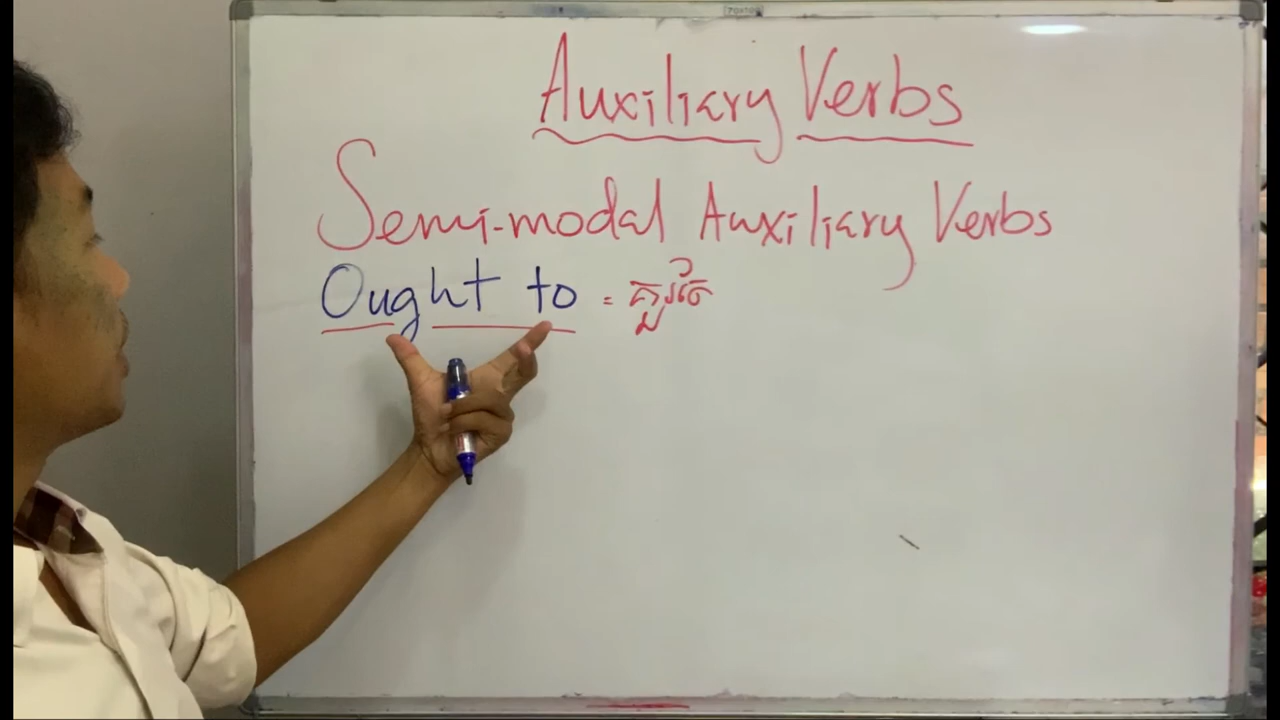 Auxiliary Verbs
Semi-modal Auxiliary Verbs
Ought to = គួរតែ